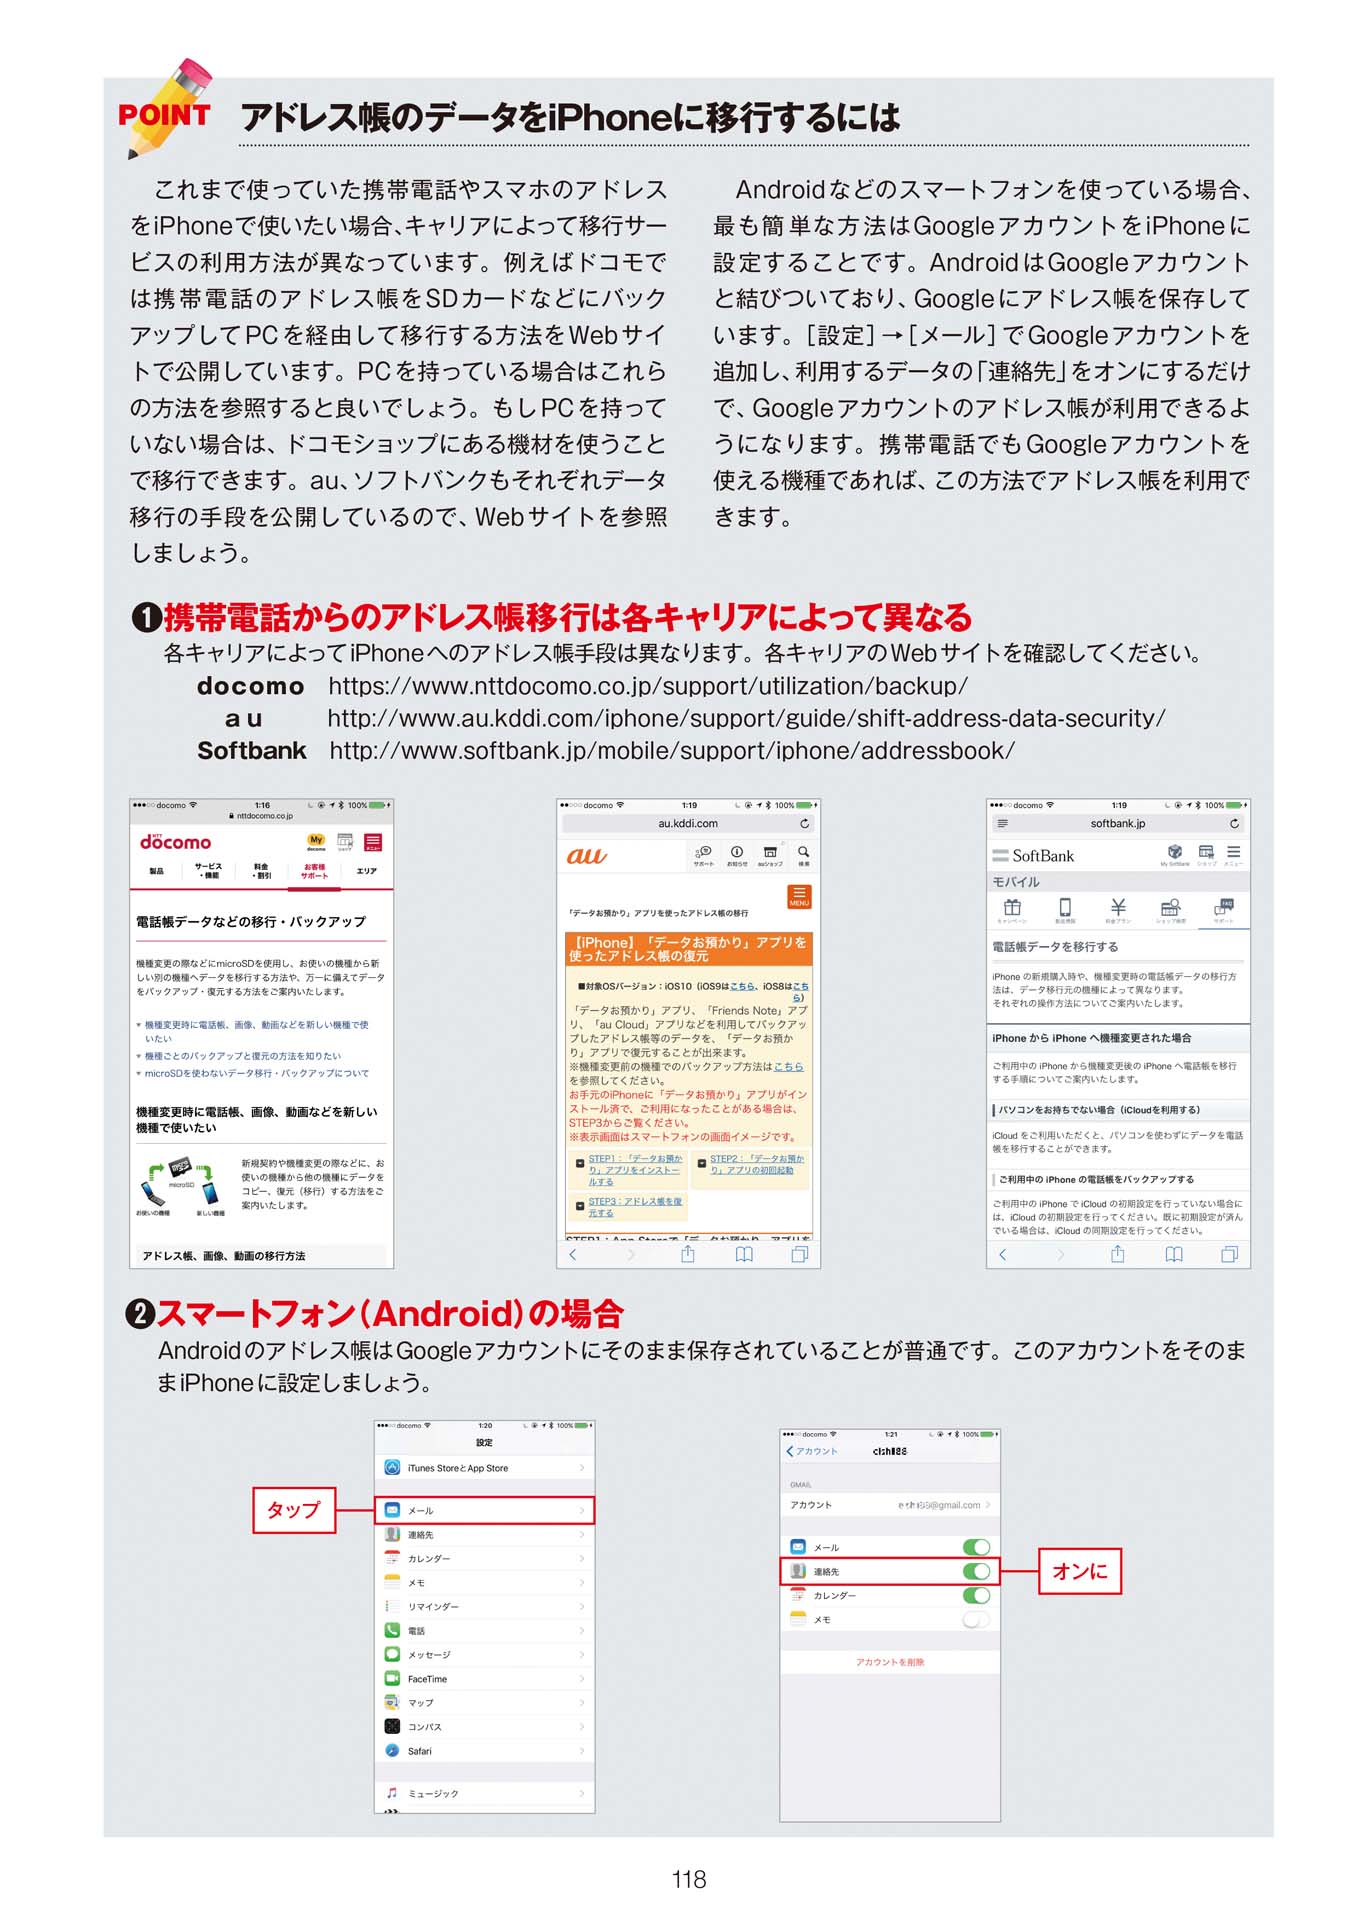 POINT
アドレス帳のデータをiPhoneに移行するには
これまで使っていた携帯電話やスマホのアドレス
をiPhoneで使いたい場合、キャリアによって移行サー
ビスの利用方法が異なっています。例えばドコモで
は携帯電話のアドレス帳をSDカードなどにバック
アップしてPCを経由して移行する方法をWebサイ
トで公開しています。PCを持っている場合はこれら
の方法を参照すると良いでしょう。もしPCを持って
いない場合は、ドコモショップにある機材を使うこと
で移行できます。au、ソフトバンクもそれぞれデータ
移行の手段を公開しているので、Webサイトを参照
しましょう。
Androidなどのスマートフォンを使っている場合、
最も簡単な方法はGoogleアカウントをiPhoneに
設定することです。AndroidはGoogleアカウント
と結びついており、Googleにアドレス帳を保存して
います。[設定]→[メール]でGoogleアカウントを
追加し、利用するデータの「連絡先」をオンにするだけ
で、Googleアカウントのアドレス帳が利用できるよ
うになります。携帯電話でもGoogleアカウントを
使える機種であれば、この方法でアドレス帳を利用で
きます。
❶携帯電話からのアドレス帳移行は各キャリアによって異なる
各キャリアによってiPhoneへのアドレス帳手段は異なります。各キャリアのWebサイトを確認してください。
docomo https://www.nttdocomo.co.jp/support/utilization/backup/
au http://www.au.kddi.com/iphone/support/guide/shift-address-data-security/
Softbank http://www.softbank.jp/mobile/support/iphone/addressbook/
docomo 1:16 100%
nttdocomo.co.jp
NTT docomo My docomo ショップ メニュー
製品 サービス・機能 料金・割引 お客様サポート エリア
電話帳データなどの移行・バックアップ
機種変更の際などにmicroSDを使用し、お使いの機種から新
しい別の機種へデータを移行する方法や、万一に備えてデータ
をバックアップ・復元する方法をご案内いたします。
機種変更時に電話帳、画像、動画などを新しい機種で使
いたい
機種ごとのバックアップと復元の方法を知りたい
microSDを使わないデータ移行・バックアップについて
機種変更時に電話帳、画像、動画などを新しい
機種で使いたい
microSD
お使いの機種 新しい機種
新規契約や機種変更の際などに、お
使いの機種から他の機種にデータを
コピー、復元（移行）する方法をご
案内いたします。
アドレス帳、画像、動画の移行方法
docomo 1:19 100%
au.kddi.com
au サポート お知らせ auショップ 検索
MENU
「データお預かり」アプリを使ったアドレス帳の移行
【iPhone】「データお預かり」アプリを
使ったアドレス帳の復元
■対象OSバージョン：iOS10（iOS9はこちら、iOS8はこち
ら）
「データお預かり」アプリ、「Friends Note」アプ
リ、「au Cloud」アプリなどを利用してバックアッ
プしたアドレス帳等のデータを、「データお預か
り」アプリで復元することが出来ます。
※機種変更前の機種でのバックアップ方法はこちら
を参照してください。
お手元のiPhoneに「データお預かり」アプリがイン
ストール済で、ご利用になったことがある場合は、
STEP3からご覧ください。
※表示画面はスマートフォンの画面イメージです。
STEP1：「データお預か
り」アプリをインストー
ルする
STEP2：「データお預か
り」アプリの初回起動
STEP3：アドレス帳を復
元する
STEP1：App Storeで「データお預かり」アプリを
docomo 1:19 100%
softbank.jp
SoftBank My SoftBank ショップ メニュー
モバイル
キャンペーン 製品情報 料金プラン ショップ検索 サポート
電話帳データを移行する
iPhone の新規購入時や、機種変更時の電話帳データの移行方
法は、データ移行元の機種によって異なります。
それぞれの操作方法についてご案内いたします。
iPhone から iPhone へ機種変更された場合
ご利用中の iPhone から機種変更後の iPhone へ電話帳を移行
する手順についてご案内いたします。
パソコンをお持ちでない場合（iCloudを利用する）
iCloud をご利用いただくと、パソコンを使わずにデータを電話
帳を移行することができます。
ご利用中の iPhone の電話帳をバックアップする
ご利用中の iPhone で iCloud の初期設定を行っていない場合に
は、iCloud の初期設定を行ってください。既に初期設定が済ん
でいる場合は、iCloud の同期設定を行ってください。
❷スマートフォン（Android）の場合
AndroidのアドレスはGoogleアカウントにそのまま保存されていることが普通です。このアカウントをそのま
まiPhoneに設定しましょう。
docomo 1:20 100%
設定
iTunes StoreとApp Store
タップ
メール
連絡先
カレンダー
メモ
リマインダー
電話
メッセージ
FaceTime
マップ
コンパス
Safari
ミュージック
docomo 1:21 100%
アカウント
GMAIL
アカウント @gmail.com
メール
連絡先
オンに
カレンダー
メモ
アカウントを削除
118